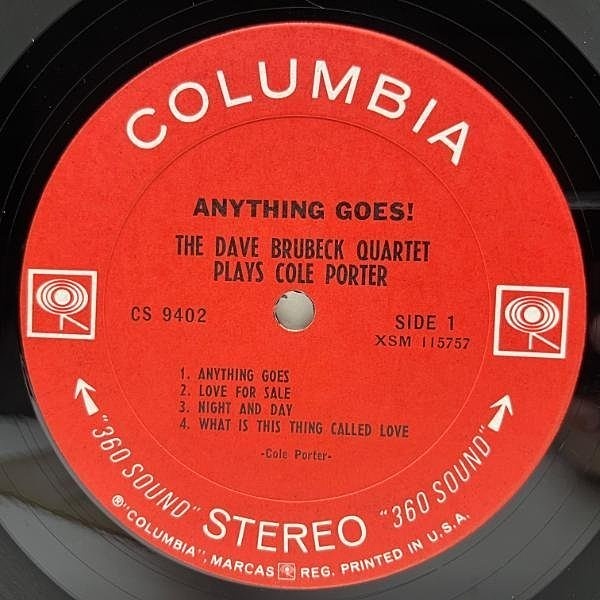 COLUMBIA
ANYTHING GOES!
THE DAVE BRUBECK QUARTET
PLAYS COLE PORTER
CS 9402
SIDE 1
XSM 115757
1. ANYTHING GOES
2. LOVE FOR SALE
3. NIGHT AND DAY
4. WHAT IS THIS THING CALLED LOVE
-Cole Porter-
"360 SOUND" STEREO "360 SOUND"
®"COLUMBIA", MARCAS REG. PRINTED IN U.S.A.